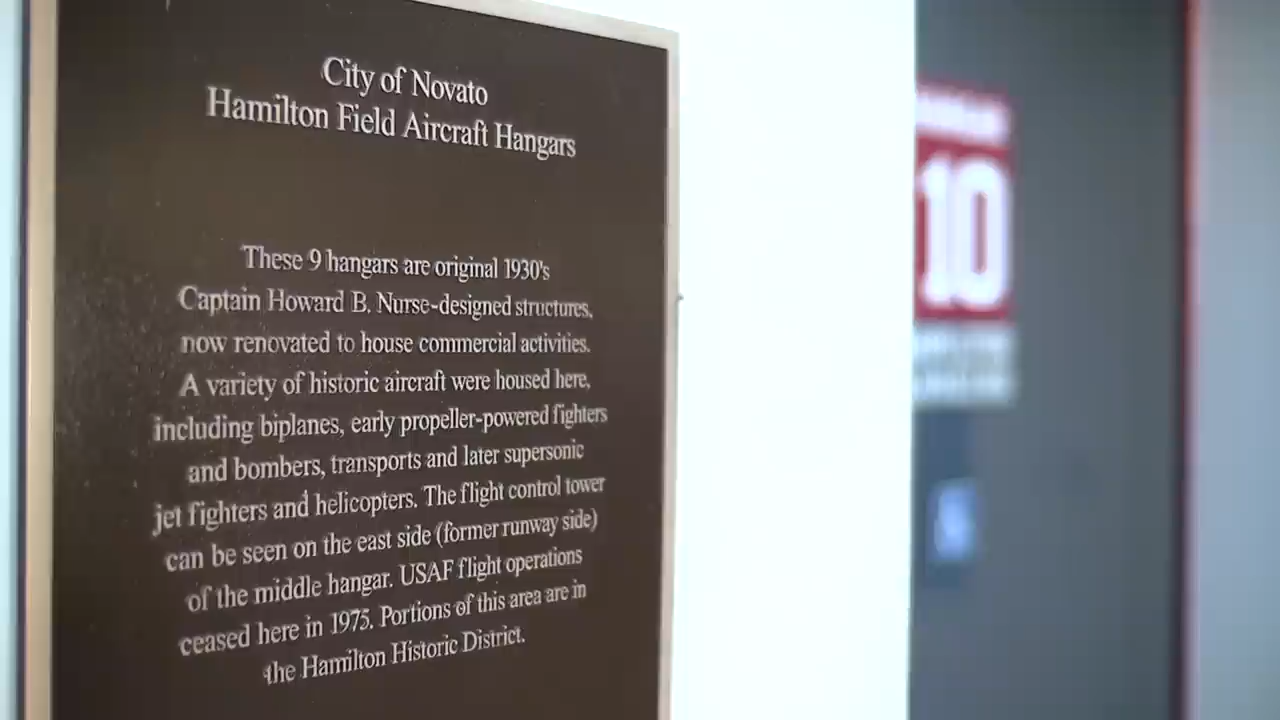 City of Novato
Hamilton Field Aircraft Hangars
These 9 hangars are original 1930's
Captain Howard B. Nurse-designed structures,
now renovated to house commercial activities.
A variety of historic aircraft were housed here,
including biplanes, early propeller-powered fighters
and bombers, transports and later supersonic
jet fighters and helicopters. The flight control tower
can be seen on the east side (former runway side)
of the middle hangar. USAF flight operations
ceased here in 1975. Portions of this area are in
the Hamilton Historic District.
10